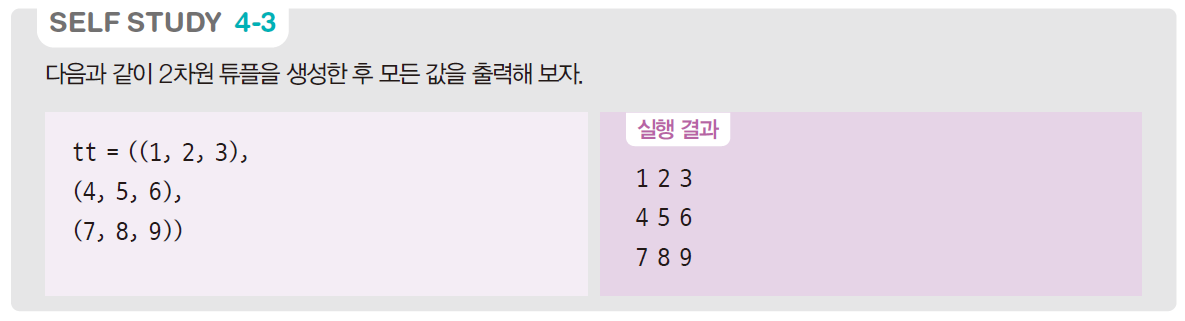 SELF STUDY 4-3
다음과 같이 2차원 튜플을 생성한 후 모든 값을 출력해 보자.
tt = ((1, 2, 3),
(4, 5, 6),
(7, 8, 9))
실행 결과
1 2 3
4 5 6
7 8 9